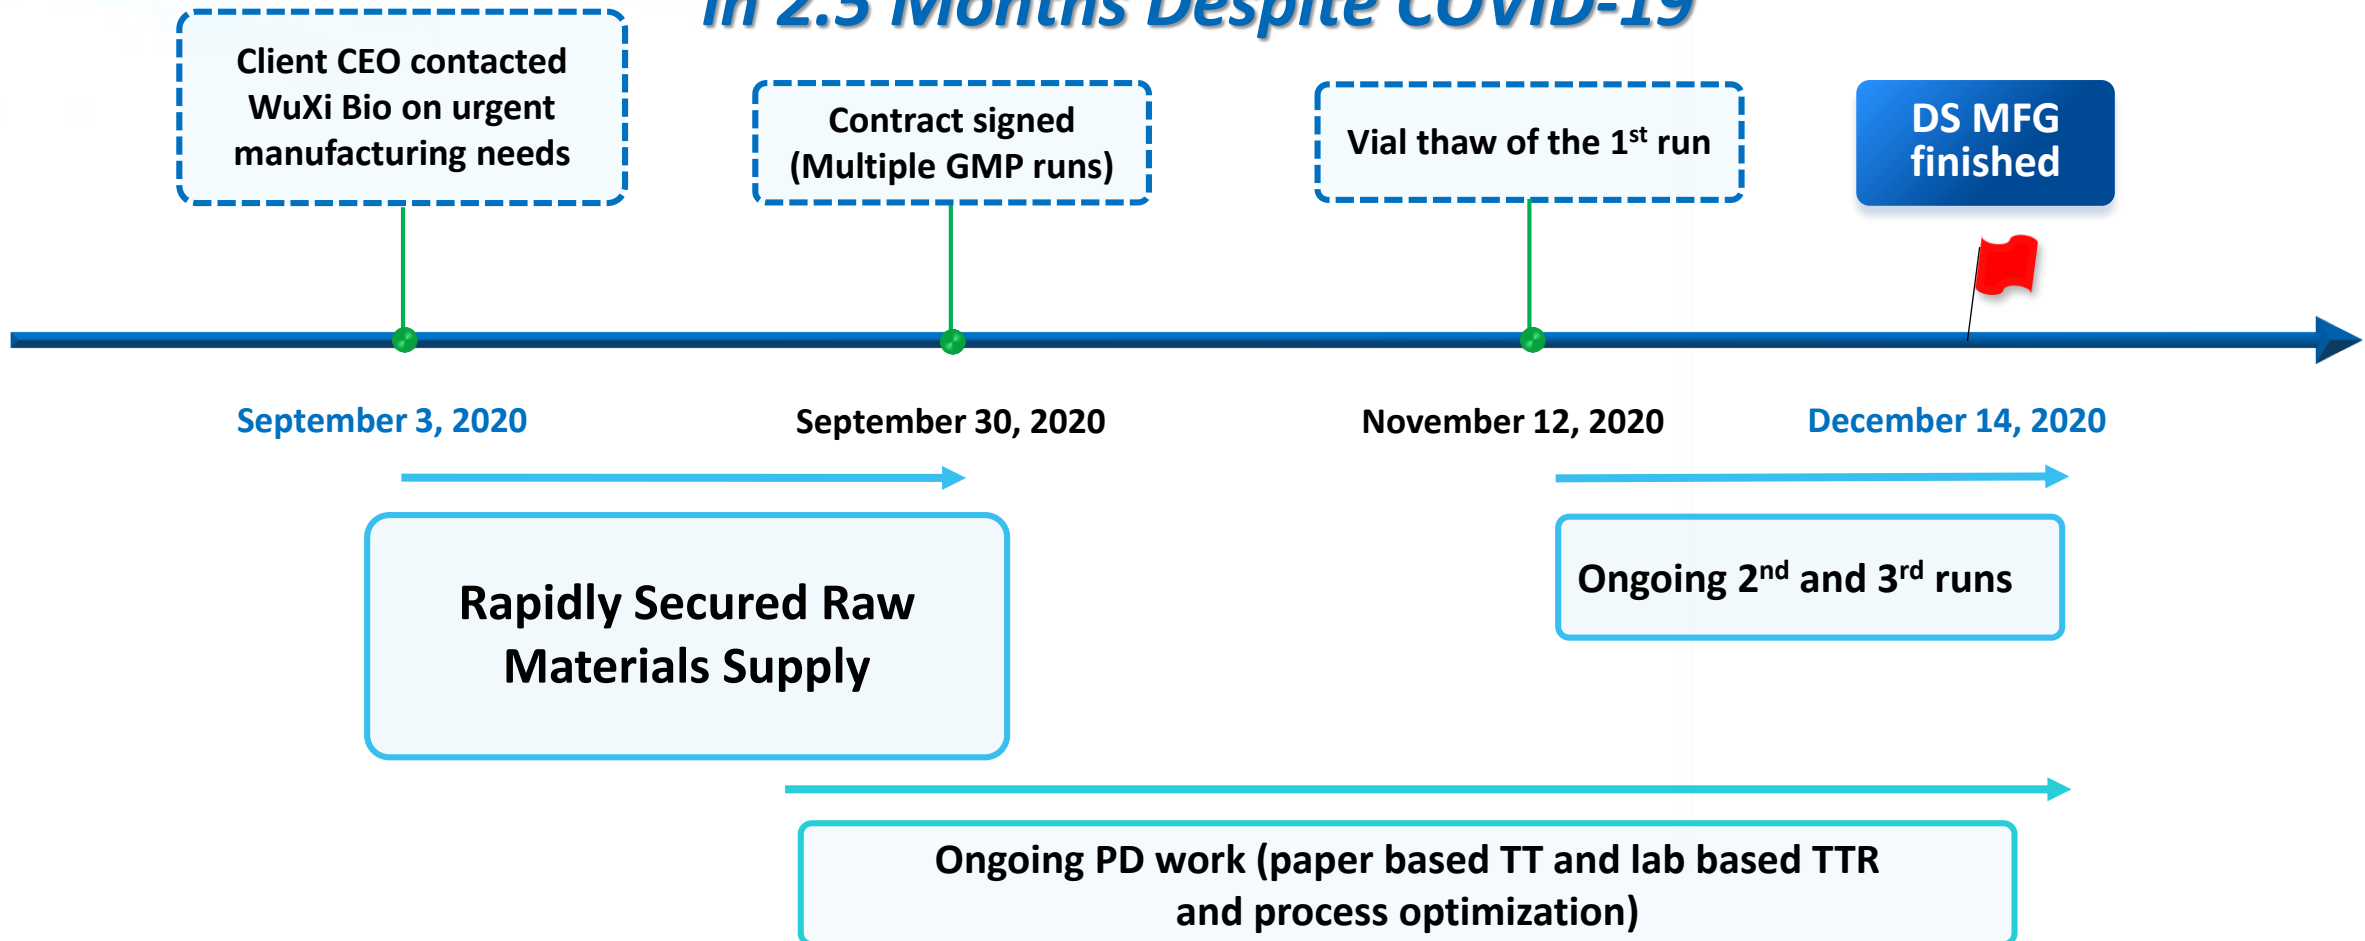 in 2.5 Months Despite COVID-19
Client CEO contacted
WuXi Bio on urgent
manufacturing needs
Contract signed
(Multiple GMP runs)
Vial thaw of the 1st run
DS MFG
finished
September 3, 2020
September 30, 2020
November 12, 2020
December 14, 2020
Rapidly Secured Raw
Materials Supply
Ongoing 2nd and 3rd runs
Ongoing PD work (paper based TT and lab based TTR
and process optimization)